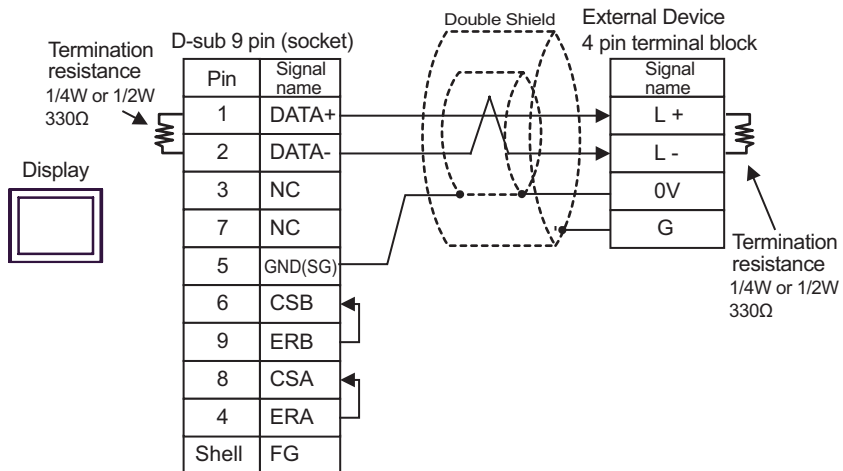 Double Shield
External Device
4 pin terminal block
D-sub 9 pin (socket)
Termination
resistance
1/4W or 1/2W
330Ω
Display
Pin Signal name
1 DATA+
2 DATA-
3 NC
7 NC
5 GND(SG)
6 CSB
9 ERB
8 CSA
4 ERA
Shell FG
Signal name
L +
L -
0V
G
Termination
resistance
1/4W or 1/2W
330Ω